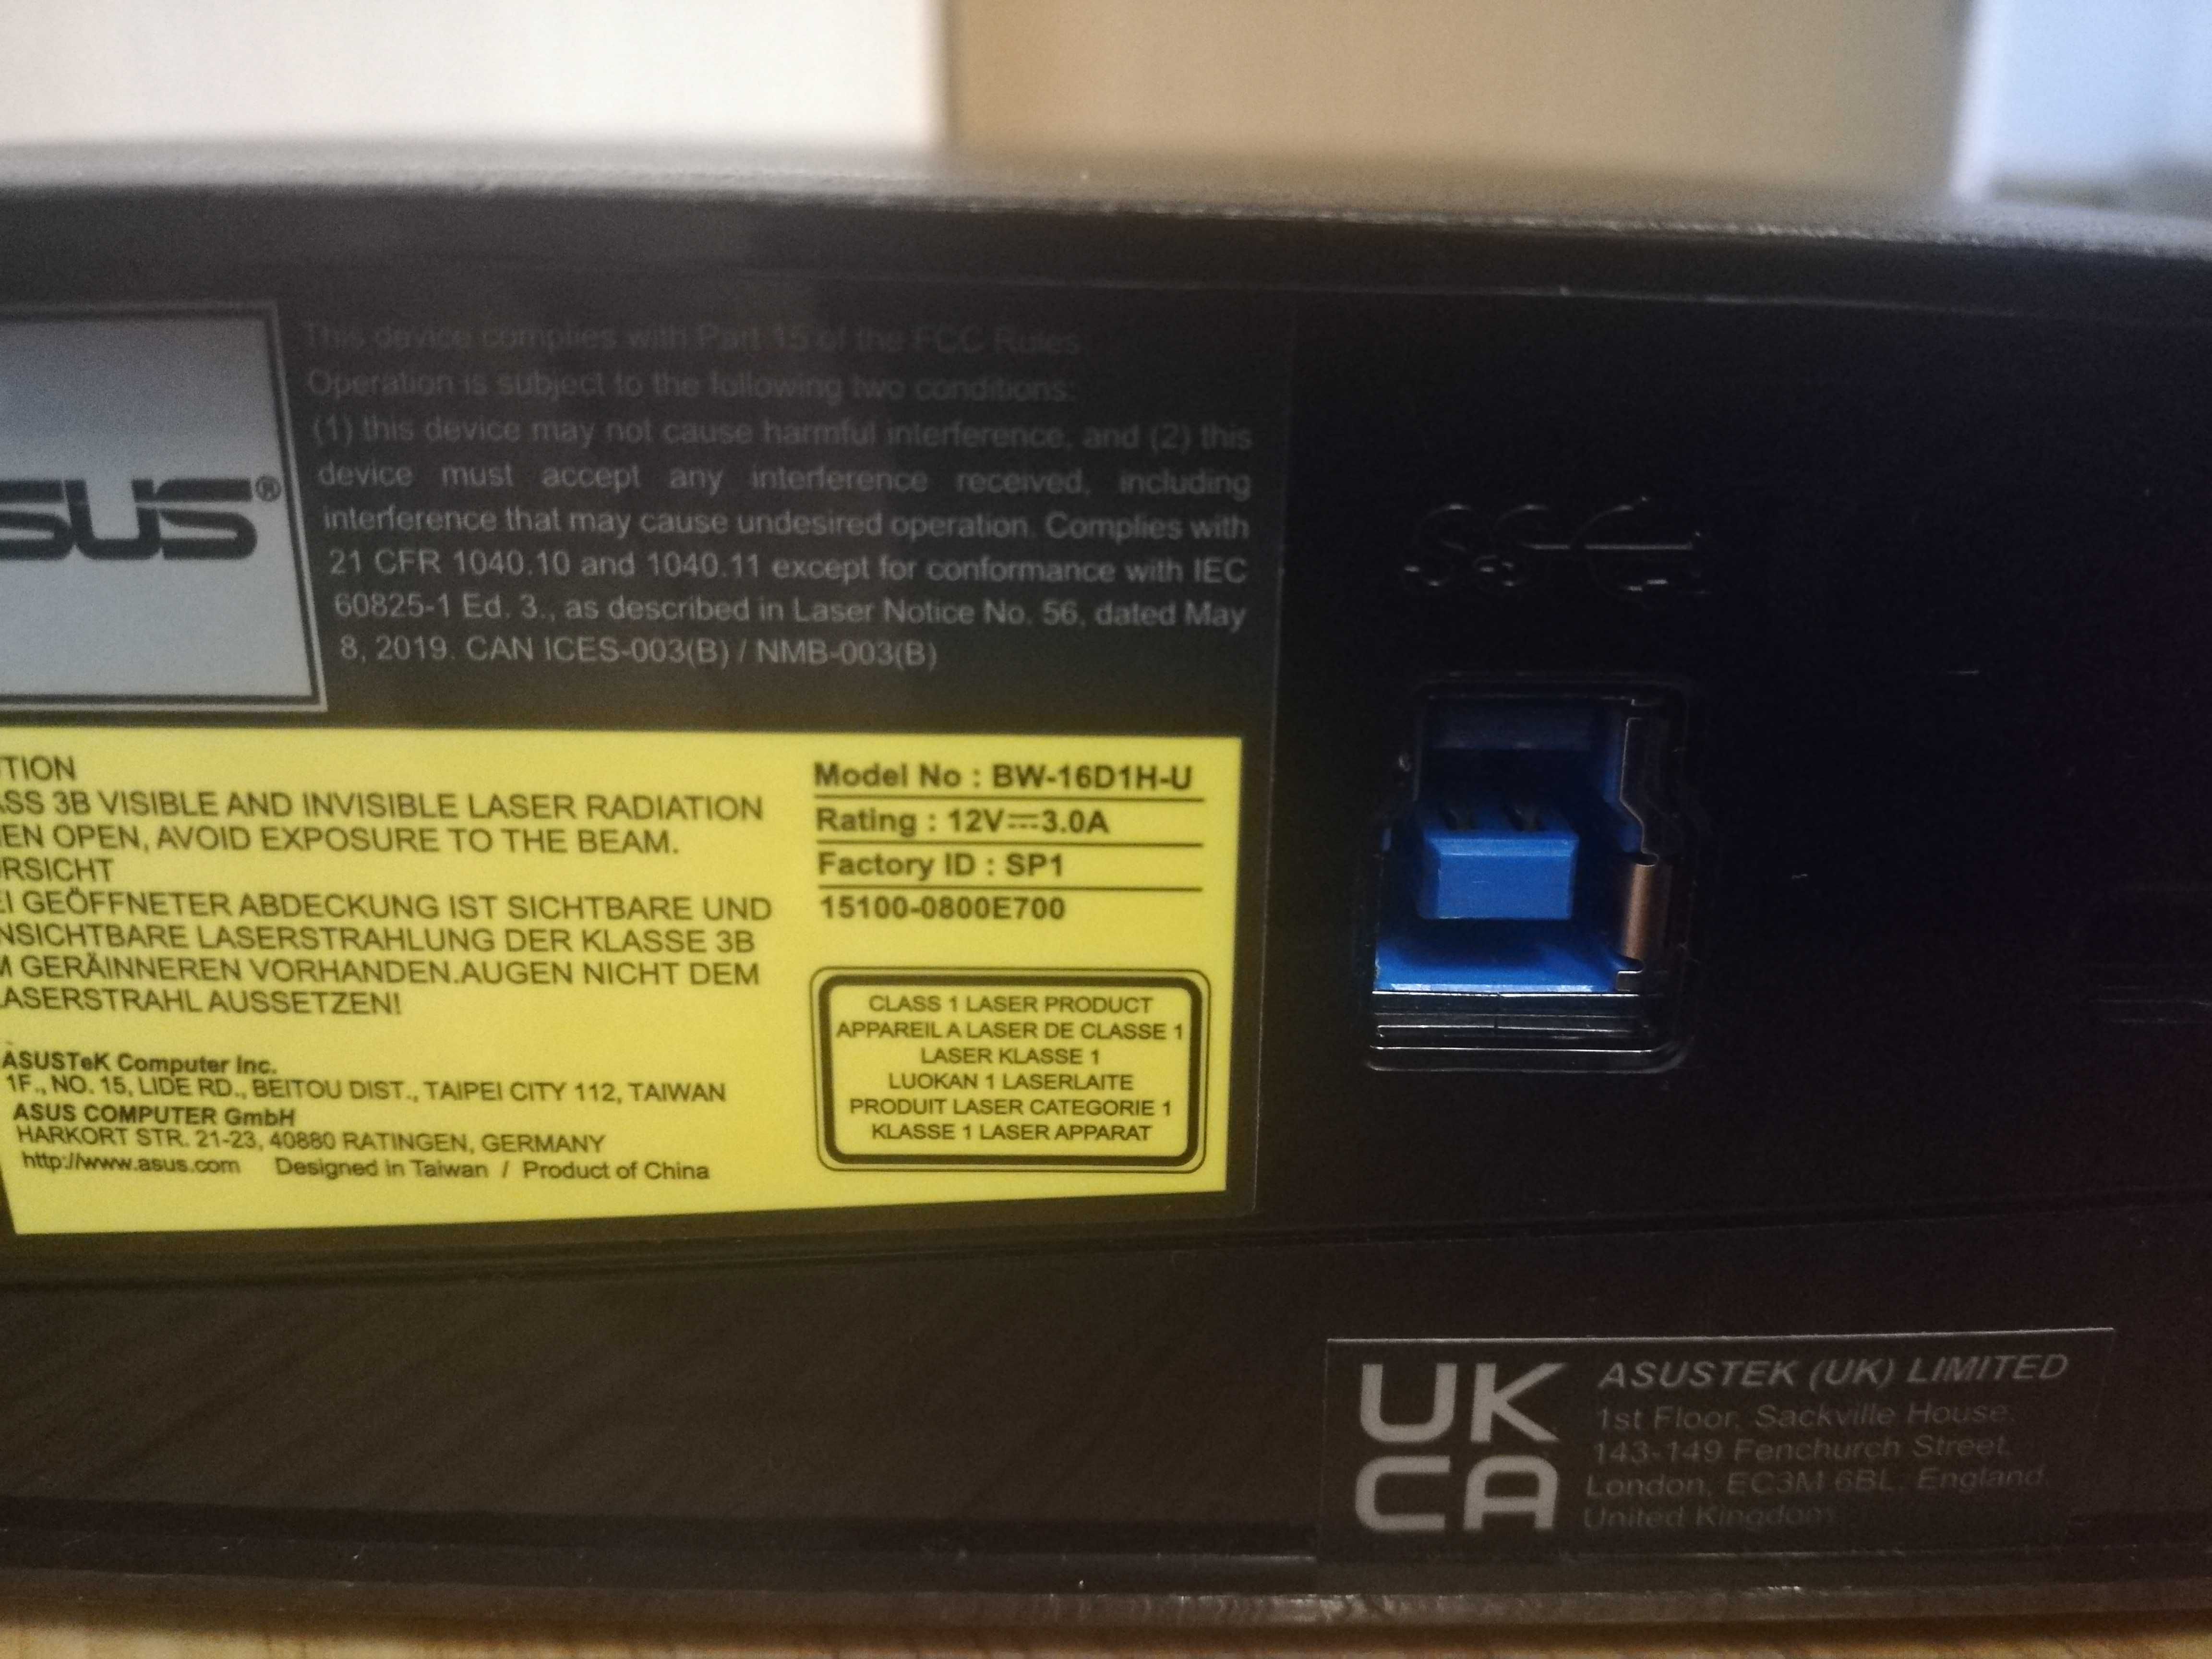 SUS®
This device complies with Part 15 of the FCC Rules
Operation is subject to the following two conditions:
(1) this device may not cause harmful interference, and (2) this
device must accept any interference received, including
interference that may cause undesired operation. Complies with
21 CFR 1040.10 and 1040.11 except for conformance with IEC
60825-1 Ed. 3., as described in Laser Notice No. 56, dated May
8, 2019. CAN ICES-003(B) / NMB-003(B)
TION
ASS 3B VISIBLE AND INVISIBLE LASER RADIATION
EN OPEN, AVOID EXPOSURE TO THE BEAM.
RSICHT
EI GEÖFFNETER ABDECKUNG IST SICHTBARE UND
NSICHTBARE LASERSTRAHLUNG DER KLASSE 3B
M GERÄINNEREN VORHANDEN.AUGEN NICHT DEM
LASERSTRAHL AUSSETZEN!
ASUSTeK Computer Inc.
1F., NO. 15, LIDE RD., BEITOU DIST., TAIPEI CITY 112, TAIWAN
ASUS COMPUTER GmbH
HARKORT STR. 21-23, 40880 RATINGEN, GERMANY
http://www.asus.com Designed in Taiwan / Product of China
Model No : BW-16D1H-U
Rating : 12V⎓3.0A
Factory ID : SP1
15100-0800E700
CLASS 1 LASER PRODUCT
APPAREIL A LASER DE CLASSE 1
LASER KLASSE 1
LUOKAN 1 LASERLAITE
PRODUIT LASER CATEGORIE 1
KLASSE 1 LASER APPARAT
SS
UK
CA
ASUSTEK (UK) LIMITED
1st Floor, Sackville House,
143-149 Fenchurch Street,
London, EC3M 6BL, England,
United Kingdom